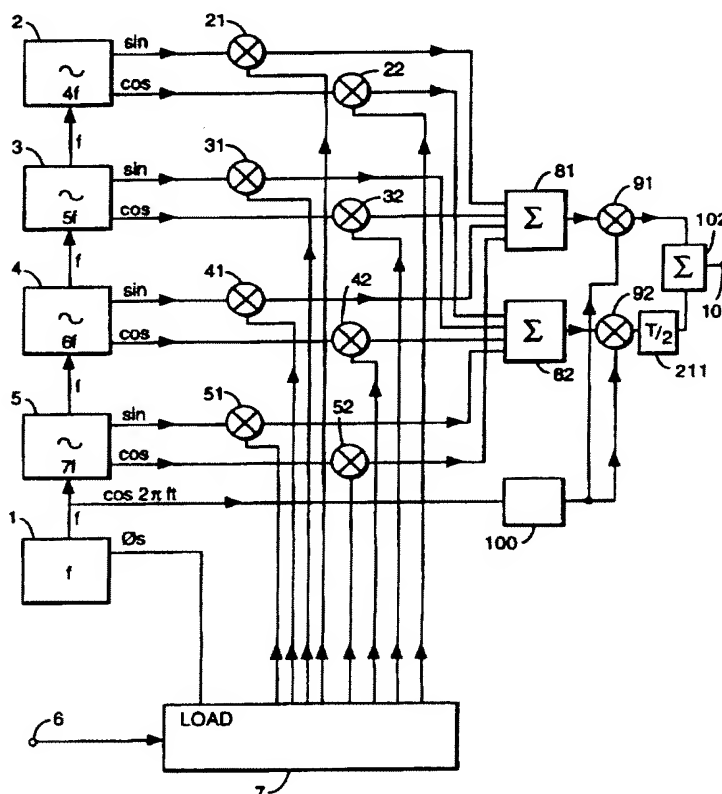 2
sin
21
4f
cos
22
f
3
sin
31
5f
cos
32
81
Σ
91
f
102
Σ
10
4
sin
41
6f
cos
42
Σ
82
92
T/2
211
f
5
sin
51
7f
cos
52
cos 2π ft
f
1
Øs
f
100
6
LOAD
7